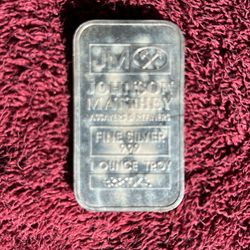 JM
JOHNSON
MATTHEY
ASSAYERS & REFINERS
FINE SILVER
999
1 OUNCE TROY